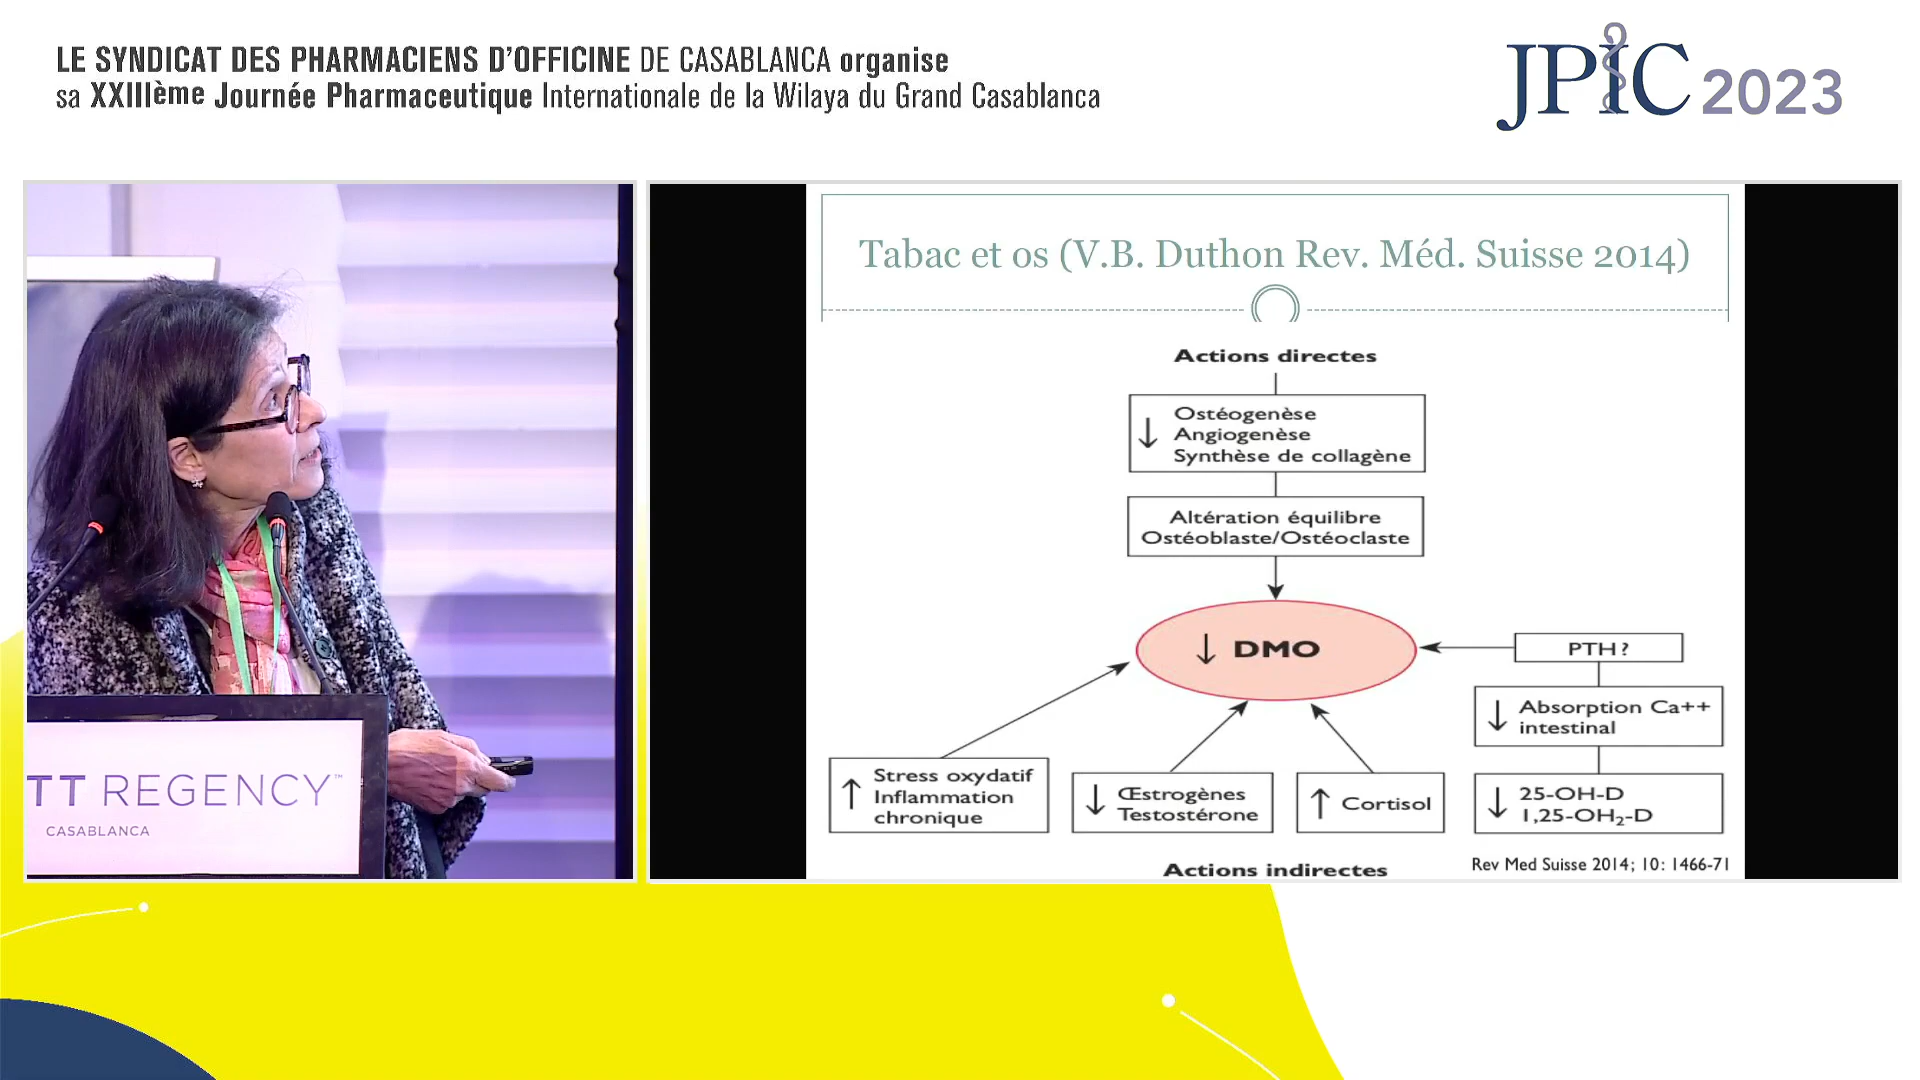 LE SYNDICAT DES PHARMACIENS D'OFFICINE DE CASABLANCA organise
sa XXIIIème Journée Pharmaceutique Internationale de la Wilaya du Grand Casablanca
JPIC 2023
TT REGENCY™
CASABLANCA
Tabac et os (V.B. Duthon Rev. Méd. Suisse 2014)
Actions directes
↓ Ostéogenèse
Angiogenèse
Synthèse de collagène
Altération équilibre
Ostéoblaste/Ostéoclaste
↓ DMO
PTH?
↓ Absorption Ca++
intestinal
↓ 25-OH-D
1,25-OH₂-D
↑ Stress oxydatif
Inflammation
chronique
↓ Œstrogènes
Testostérone
↑ Cortisol
Actions indirectes
Rev Med Suisse 2014; 10: 1466-71